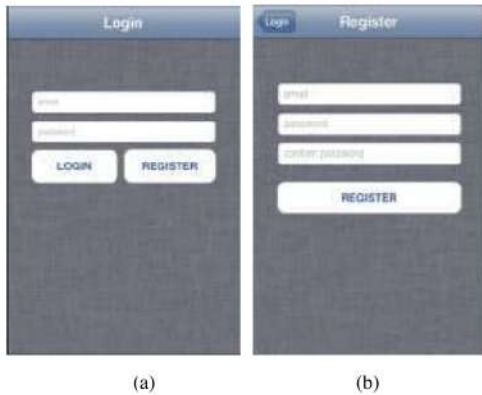 Login
email
password
LOGIN REGISTER
(a)
Login
Register
email
password
confirm password
REGISTER
(b)